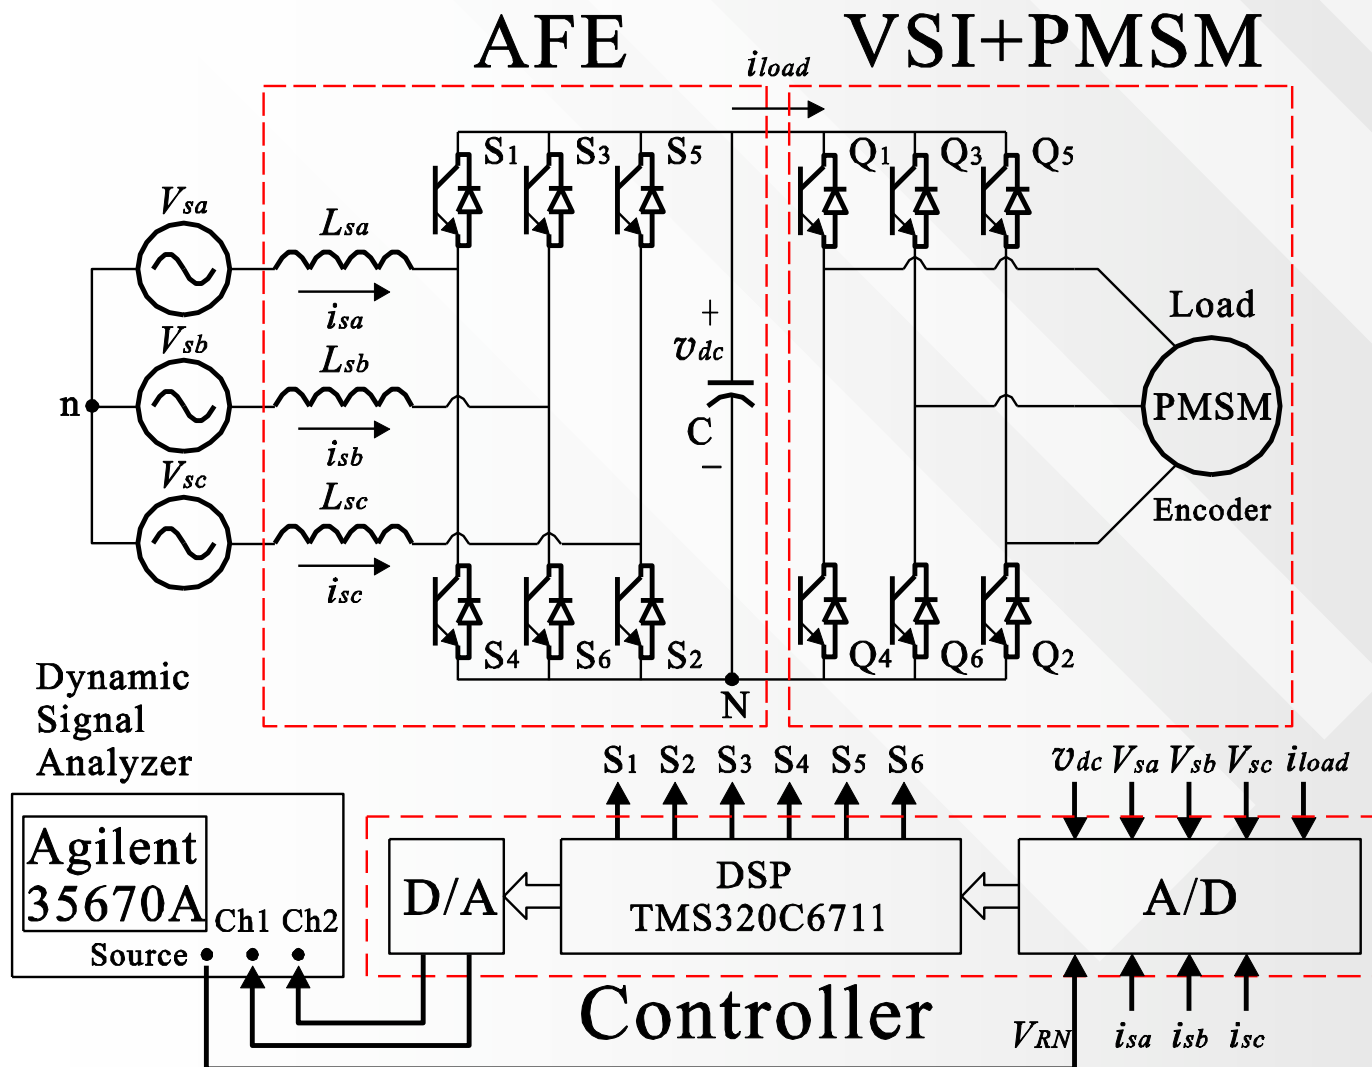 AFE
VSI+PMSM
iload
S1 S3 S5
Q1 Q3 Q5
Vsa
Lsa
isa
Load
Vsb
Lsb
+
vdc
n
PMSM
isb
C
−
Vsc
Lsc
Encoder
isc
S4 S6 S2
Q4 Q6 Q2
N
Dynamic
Signal
Analyzer
S1 S2 S3 S4 S5 S6
vdc Vsa Vsb Vsc iload
Agilent
35670A
Ch1 Ch2
Source
D/A
DSP
TMS320C6711
A/D
Controller
VRN isa isb isc